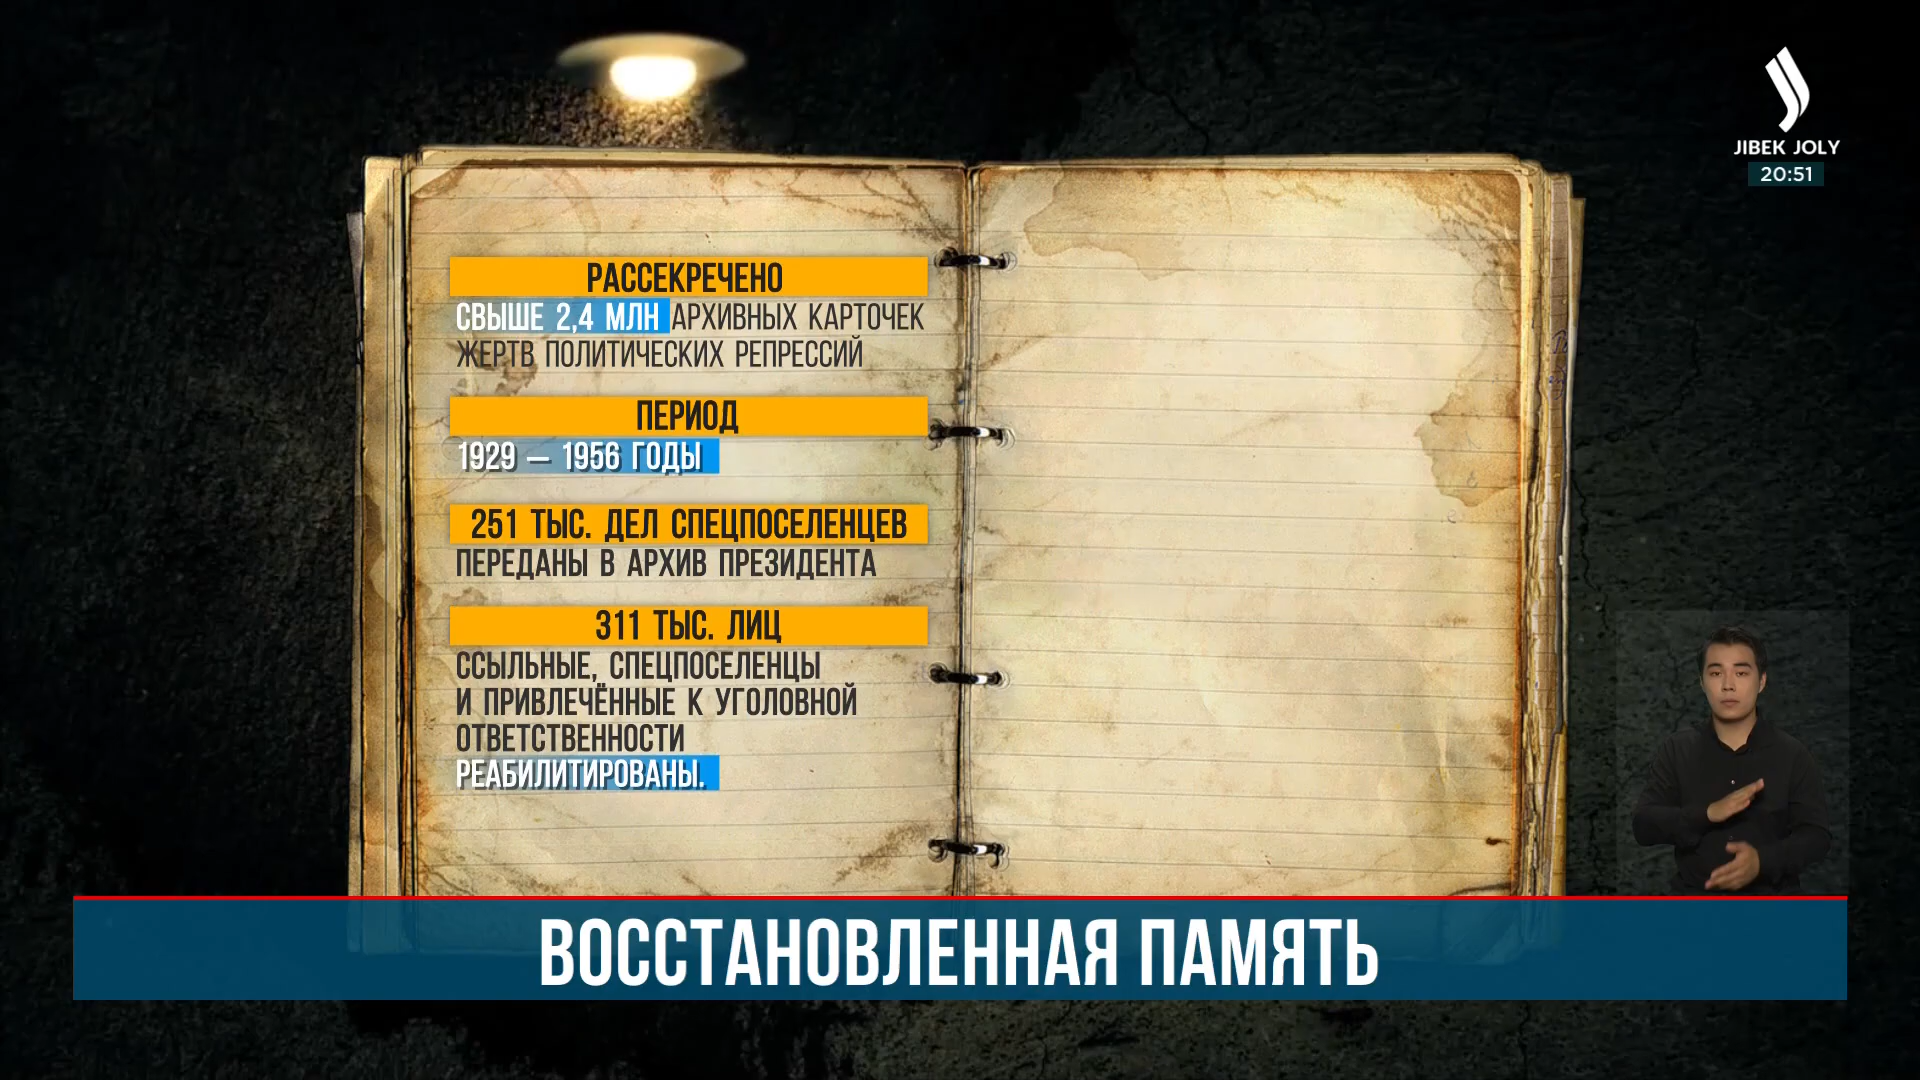 JIBEK JOLY
20:51
РАССЕКРЕЧЕНО
СВЫШЕ 2,4 МЛН АРХИВНЫХ КАРТОЧЕК
ЖЕРТВ ПОЛИТИЧЕСКИХ РЕПРЕССИЙ
ПЕРИОД
1929 – 1956 ГОДЫ
251 ТЫС. ДЕЛ СПЕЦПОСЕЛЕНЦЕВ
ПЕРЕДАНЫ В АРХИВ ПРЕЗИДЕНТА
311 ТЫС. ЛИЦ
ССЫЛЬНЫЕ, СПЕЦПОСЕЛЕНЦЫ
И ПРИВЛЕЧЁННЫЕ К УГОЛОВНОЙ
ОТВЕТСТВЕННОСТИ
РЕАБИЛИТИРОВАНЫ.
ВОССТАНОВЛЕННАЯ ПАМЯТЬ